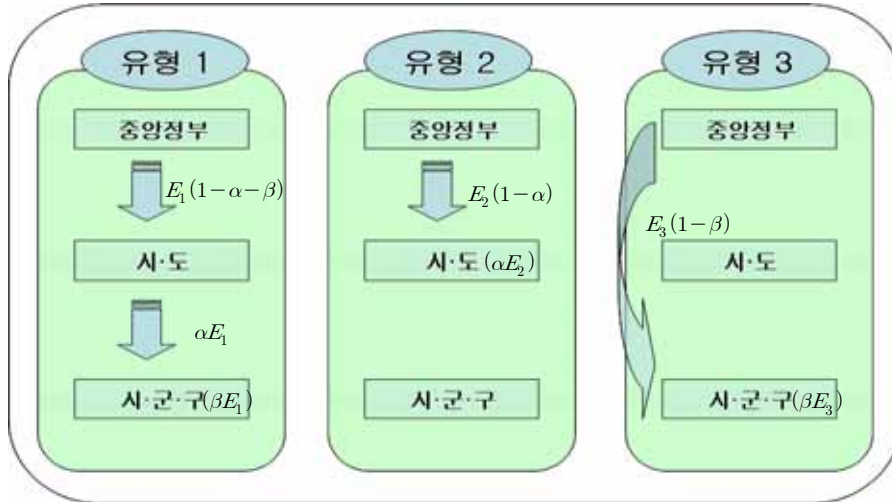 유형 1
중앙정부
E₁(1−α−β)
시·도
αE₁
시·군·구(βE₁)
유형 2
중앙정부
E₂(1−α)
시·도(αE₂)
시·군·구
유형 3
중앙정부
E₃(1−β)
시·도
시·군·구(βE₃)